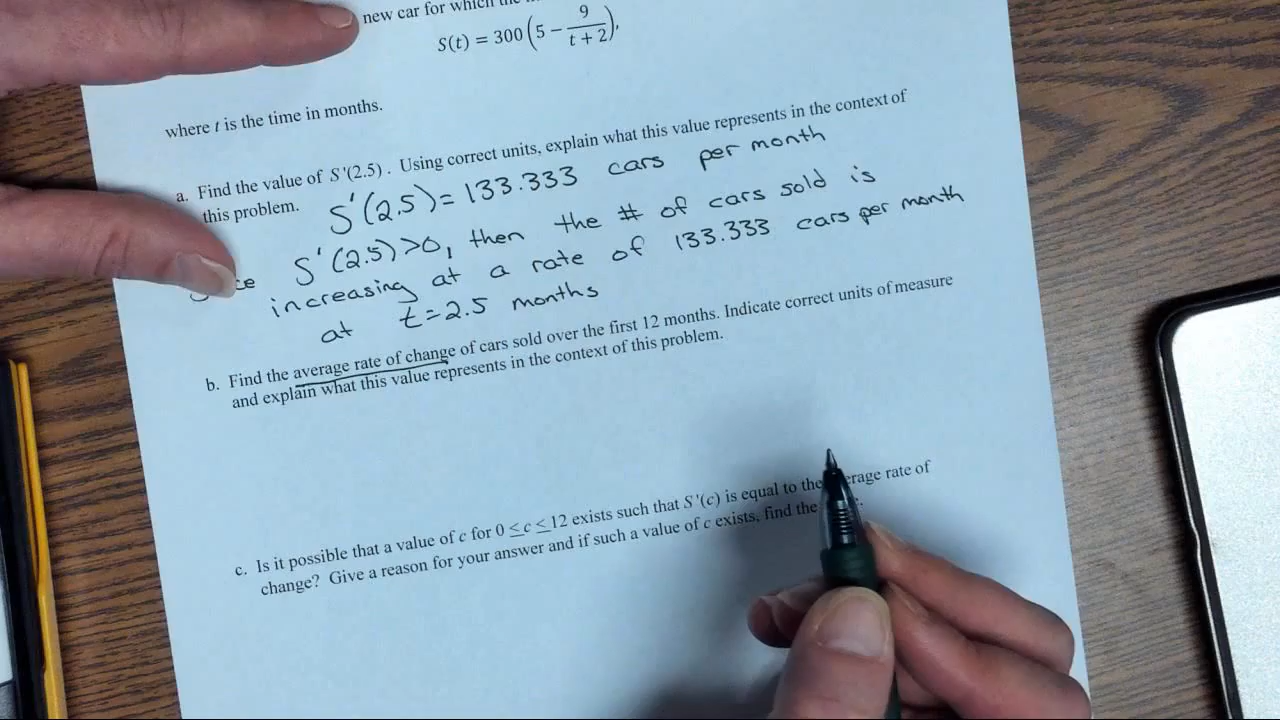 new car for which the
S(t) = 300(5 − 9/(t + 2)),
where t is the time in months.
a. Find the value of S'(2.5). Using correct units, explain what this value represents in the context of
this problem.
S'(2.5) = 133.333 cars per month
S'(2.5) > 0, then the # of cars sold is
increasing at a rate of 133.333 cars per month
at t = 2.5 months
b. Find the average rate of change of cars sold over the first 12 months. Indicate correct units of measure
and explain what this value represents in the context of this problem.
c. Is it possible that a value of c for 0 ≤ c ≤ 12 exists such that S'(c) is equal to the average rate of
change? Give a reason for your answer and if such a value of c exists, find the